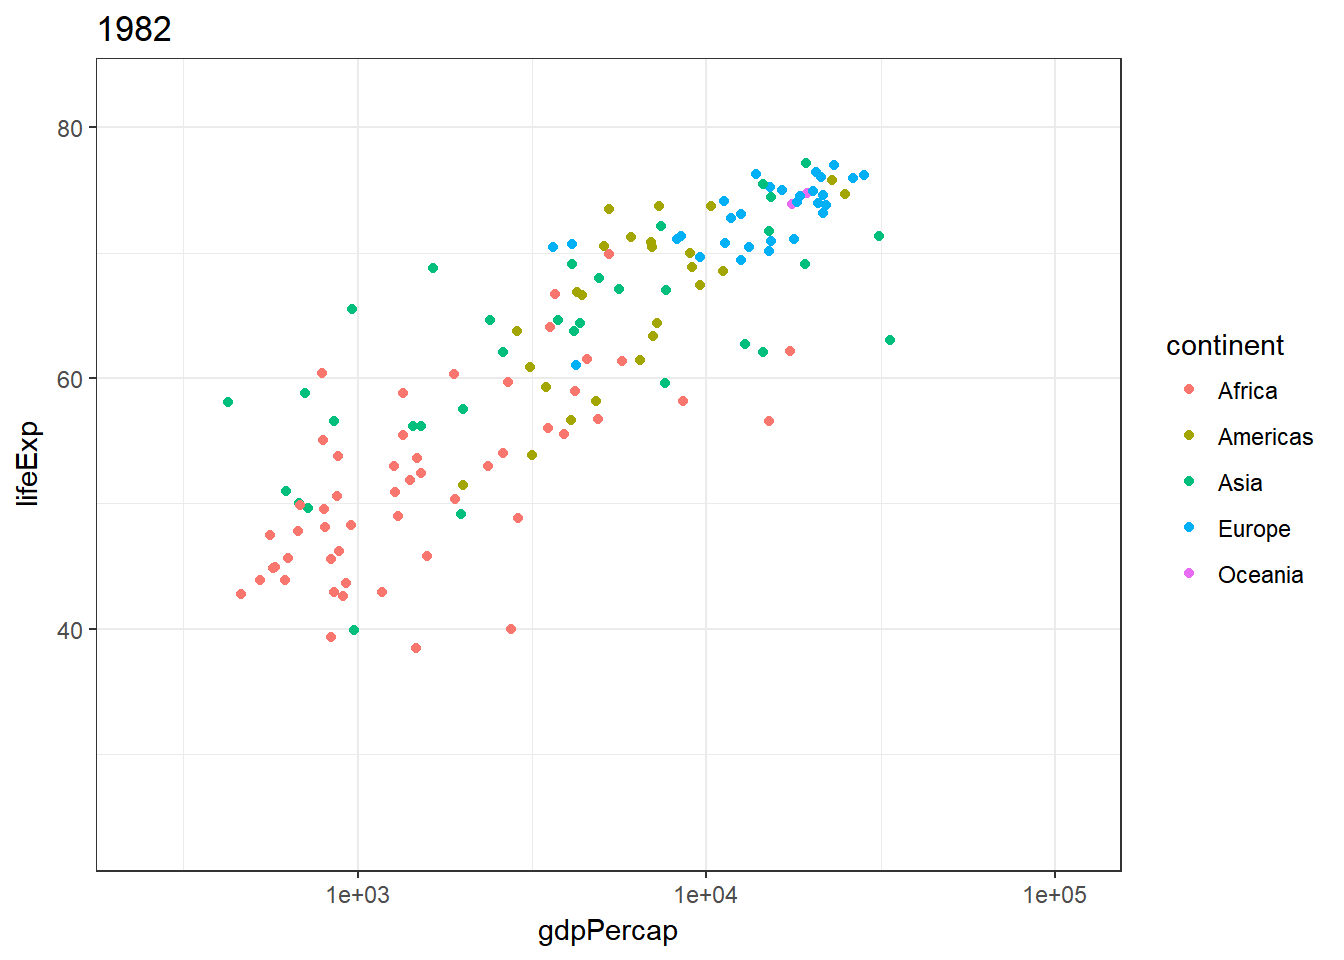 1982
80
60
40
lifeExp
1e+03
1e+04
1e+05
gdpPercap
continent
Africa
Americas
Asia
Europe
Oceania